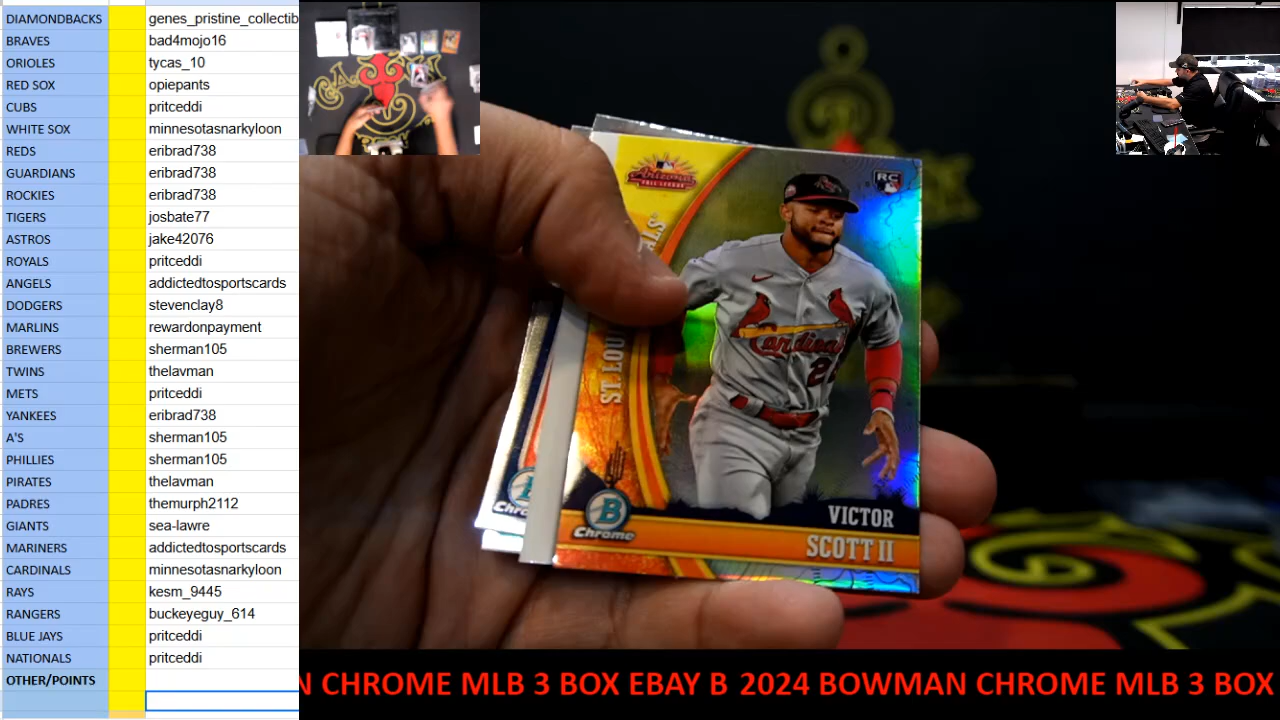 DIAMONDBACKS genes_pristine_collectib
BRAVES bad4mojo16
ORIOLES tycas_10
RED SOX opiepants
CUBS pritceddi
WHITE SOX minnesotasnarkyloon
REDS eribrad738
GUARDIANS eribrad738
ROCKIES eribrad738
TIGERS josbate77
ASTROS jake42076
ROYALS pritceddi
ANGELS addictedtosportscards
DODGERS stevenclay8
MARLINS rewardonpayment
BREWERS sherman105
TWINS thelavman
METS pritceddi
YANKEES eribrad738
A'S sherman105
PHILLIES sherman105
PIRATES thelavman
PADRES themurph2112
GIANTS sea-lawre
MARINERS addictedtosportscards
CARDINALS minnesotasnarkyloon
RAYS kesm_9445
RANGERS buckeyeguy_614
BLUE JAYS pritceddi
NATIONALS pritceddi
OTHER/POINTS
Arizona
FALL LEAGUE
RC
ST. LOU
ALS
Cardinals
B
Chrome
VICTOR
SCOTT II
Chro
N CHROME MLB 3 BOX EBAY B 2024 BOWMAN CHROME MLB 3 BOX